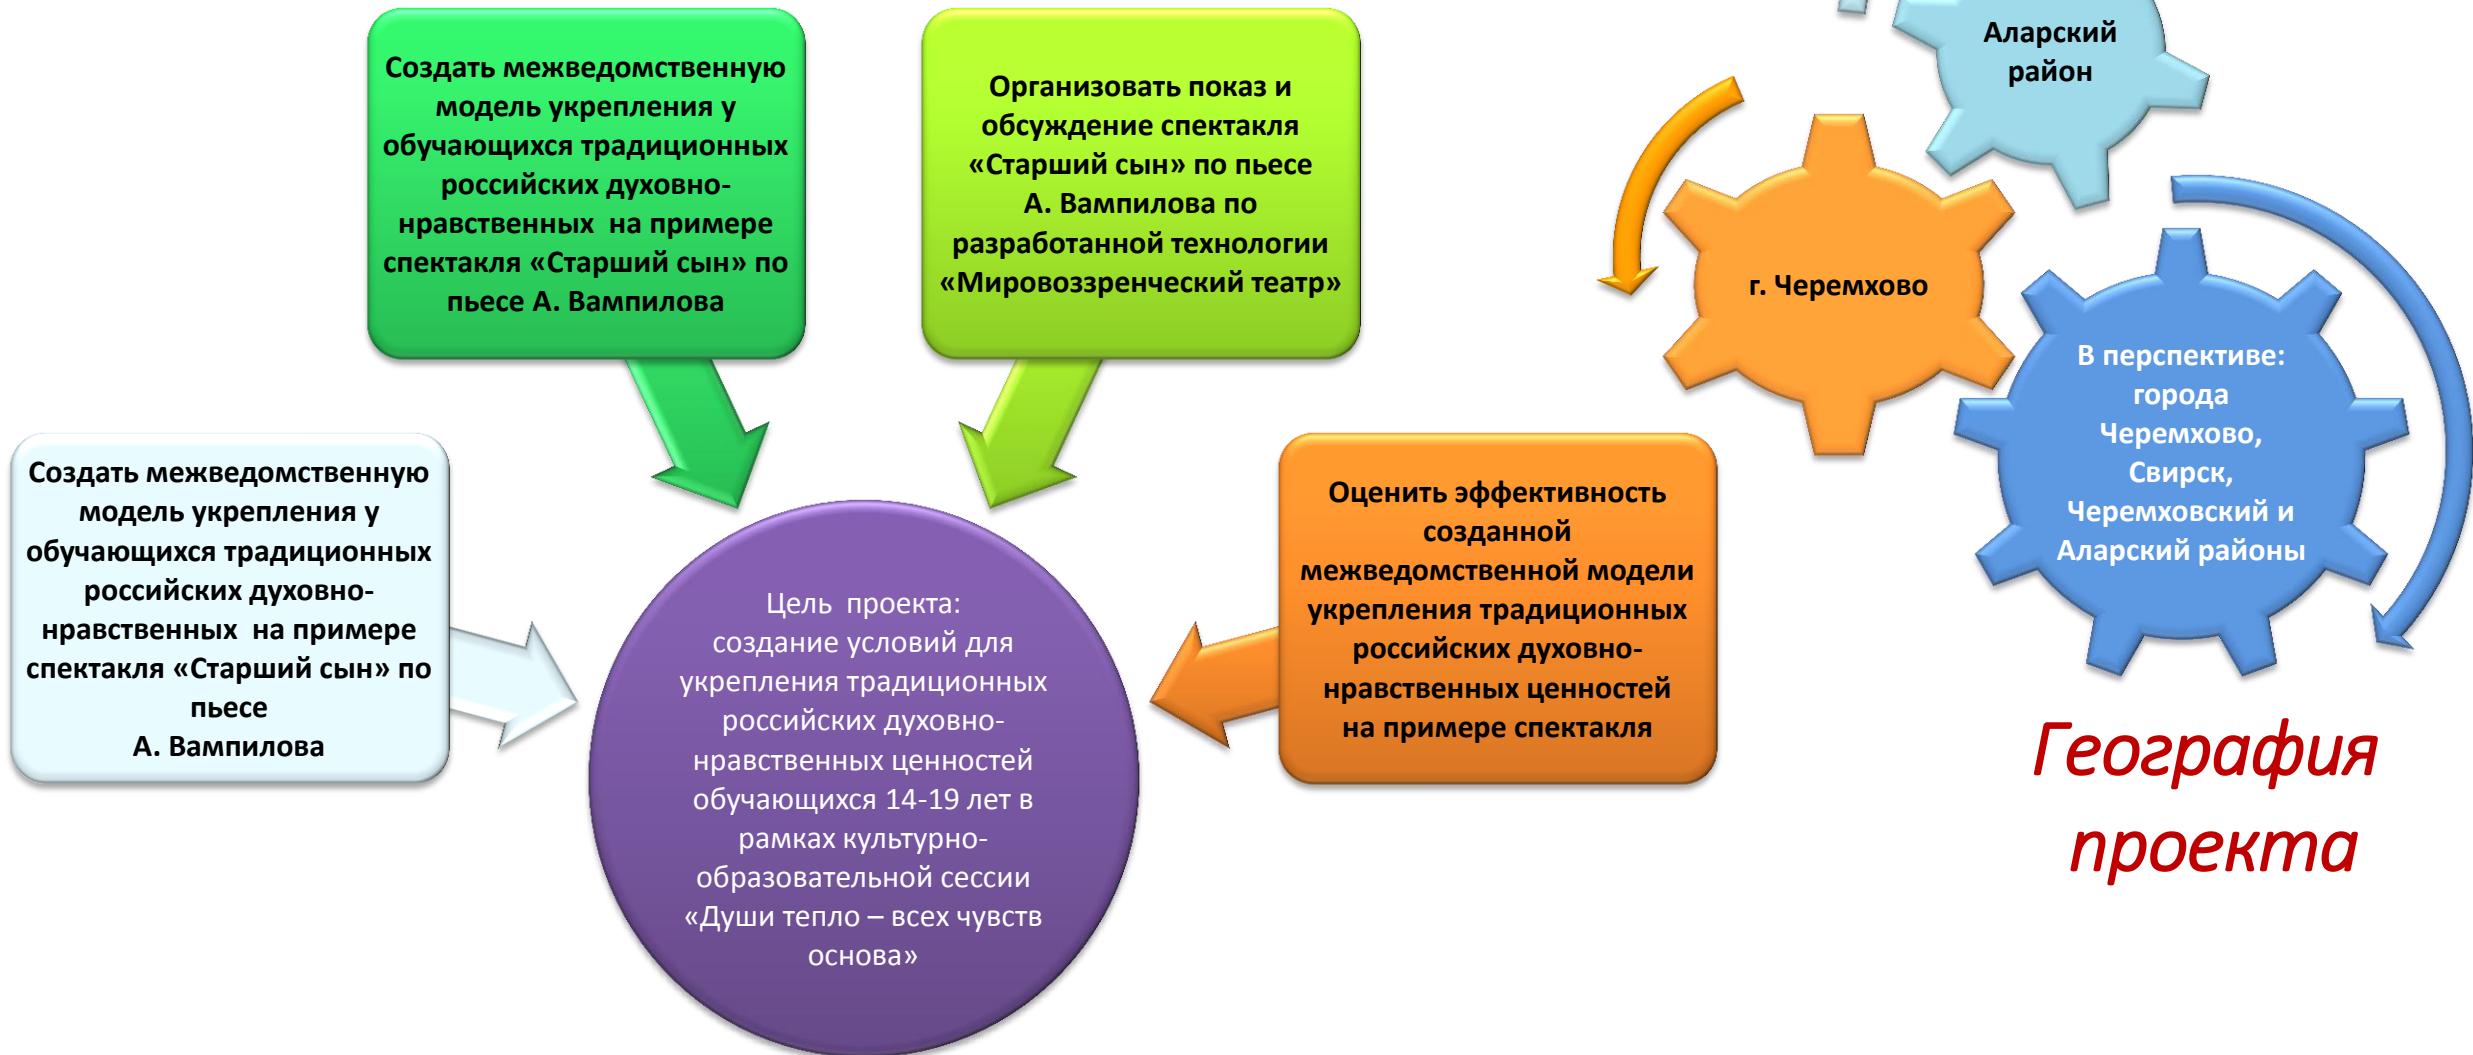 Создать межведомственную
модель укрепления у
обучающихся традиционных
российских духовно-
нравственных  на примере
спектакля «Старший сын» по
пьесе
А. Вампилова
Создать межведомственную
модель укрепления у
обучающихся традиционных
российских духовно-
нравственных  на примере
спектакля «Старший сын» по
пьесе А. Вампилова
Организовать показ и
обсуждение спектакля
«Старший сын» по пьесе
А. Вампилова по
разработанной технологии
«Мировоззренческий театр»
Оценить эффективность
созданной
межведомственной модели
укрепления традиционных
российских духовно-
нравственных ценностей
на примере спектакля
Цель  проекта:
создание условий для
укрепления традиционных
российских духовно-
нравственных ценностей
обучающихся 14-19 лет в
рамках культурно-
образовательной сессии
«Души тепло – всех чувств
основа»
Аларский
район
г. Черемхово
В перспективе:
города
Черемхово,
Свирск,
Черемховский и
Аларский районы
География
проекта